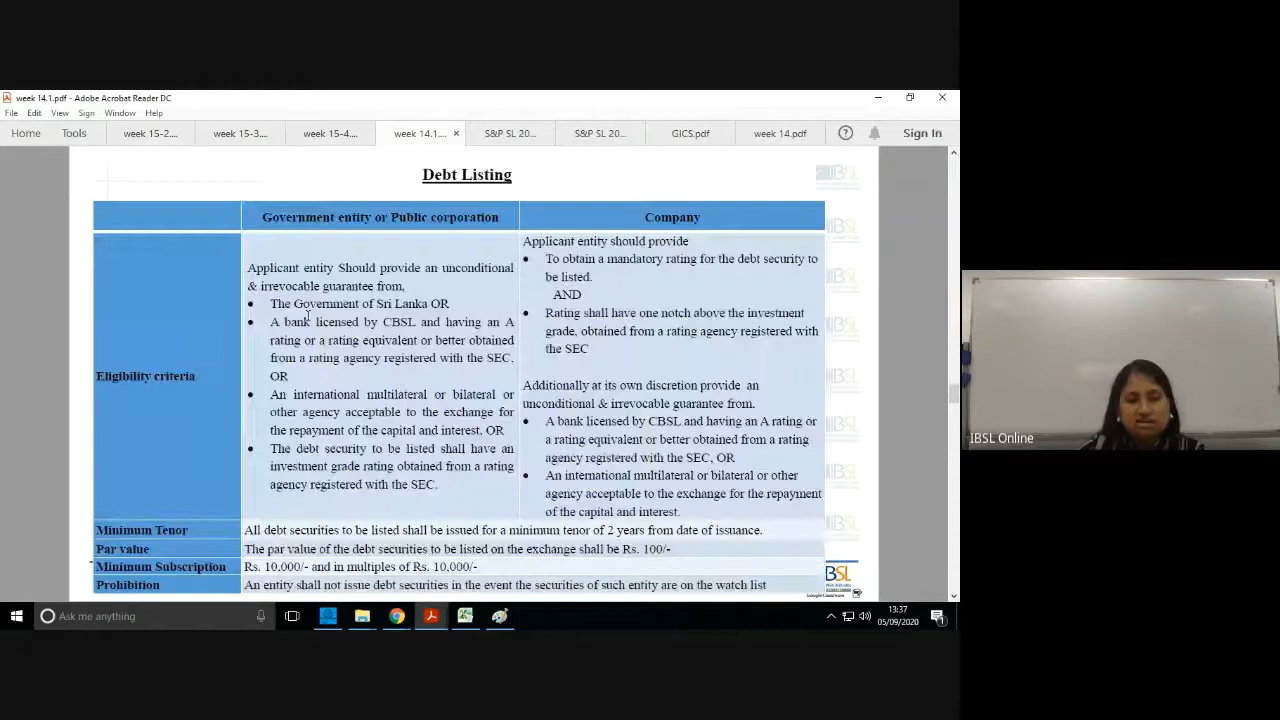 week 14.1.pdf - Adobe Acrobat Reader DC
File Edit View Sign Window Help
Home Tools week 15-2.... week 15-3.... week 15-4.... week 14.1.... × S&P SL 20... S&P SL 20... GICS.pdf week 14.pdf Sign In
Debt Listing
Government entity or Public corporation
Company
Eligibility criteria
Applicant entity Should provide an unconditional
& irrevocable guarantee from,
• The Government of Sri Lanka OR
• A bank licensed by CBSL and having an A
rating or a rating equivalent or better obtained
from a rating agency registered with the SEC,
OR
• An international multilateral or bilateral or
other agency acceptable to the exchange for
the repayment of the capital and interest, OR
• The debt security to be listed shall have an
investment grade rating obtained from a rating
agency registered with the SEC.
Applicant entity should provide
• To obtain a mandatory rating for the debt security to
be listed.
AND
• Rating shall have one notch above the investment
grade, obtained from a rating agency registered with
the SEC
Additionally at its own discretion provide an
unconditional & irrevocable guarantee from.
• A bank licensed by CBSL and having an A rating or
a rating equivalent or better obtained from a rating
agency registered with the SEC, OR
• An international multilateral or bilateral or other
agency acceptable to the exchange for the repayment
of the capital and interest.
Minimum Tenor All debt securities to be listed shall be issued for a minimum tenor of 2 years from date of issuance.
Par value The par value of the debt securities to be listed on the exchange shall be Rs. 100/-
Minimum Subscription Rs. 10,000/- and in multiples of Rs. 10,000/-
Prohibition An entity shall not issue debt securities in the event the securities of such entity are on the watch list
IBSL Online
Ask me anything
13:37
05/09/2020